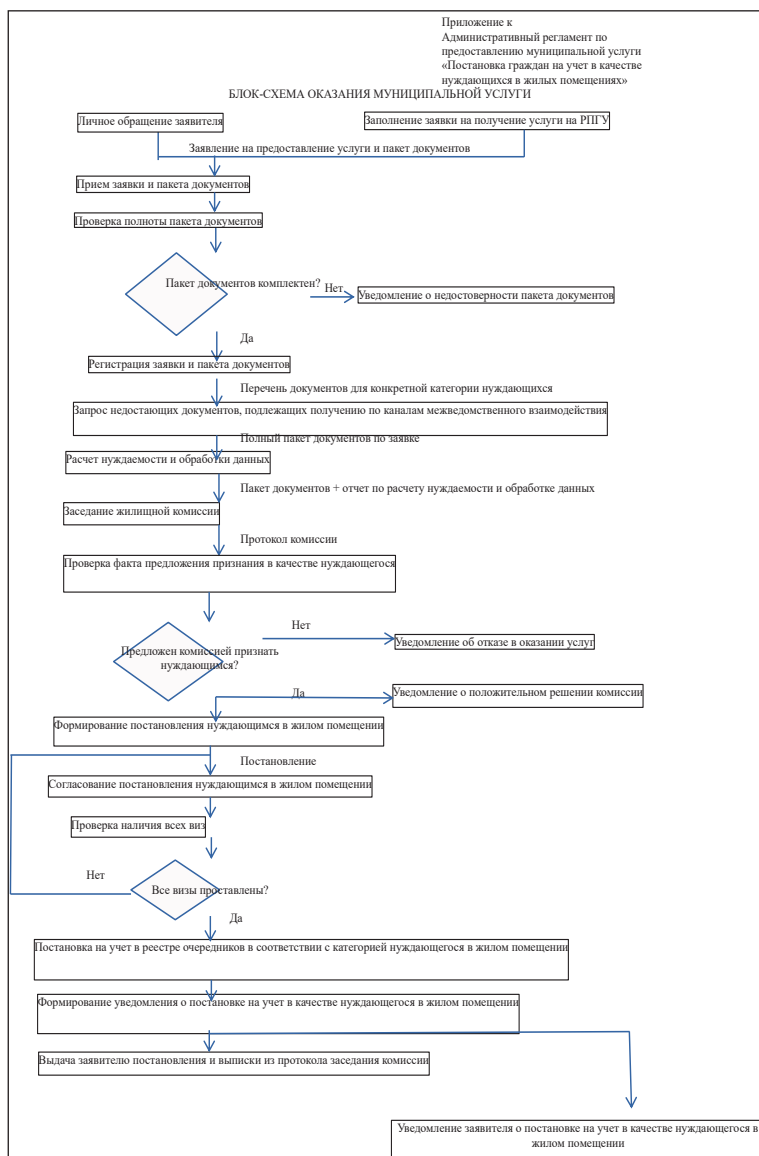 Приложение к
Административный регламент по
предоставлению муниципальной услуги
«Постановка граждан на учет в качестве
нуждающихся в жилых помещениях»
БЛОК-СХЕМА ОКАЗАНИЯ МУНИЦИПАЛЬНОЙ УСЛУГИ
Личное обращение заявителя
Заполнение заявки на получение услуги на РПГУ
Заявление на предоставление услуги и пакет документов
Прием заявки и пакета документов
Проверка полноты пакета документов
Пакет документов комплектен?
Нет
Уведомление о недостоверности пакета документов
Да
Регистрация заявки и пакета документов
Перечень документов для конкретной категории нуждающихся
Запрос недостающих документов, подлежащих получению по каналам межведомственного взаимодействия
Полный пакет документов по заявке
Расчет нуждаемости и обработки данных
Пакет документов + отчет по расчету нуждаемости и обработке данных
Заседание жилищной комиссии
Протокол комиссии
Проверка факта предложения признания в качестве нуждающегося
Нет
Уведомление об отказе в оказании услуг
Предложен комиссией признать
нуждающимся?
Да
Уведомление о положительном решении комиссии
Формирование постановления нуждающимся в жилом помещении
Постановление
Согласование постановления нуждающимся в жилом помещении
Проверка наличия всех виз
Нет
Все визы проставлены?
Да
Постановка на учет в реестре очередников в соответствии с категорией нуждающегося в жилом помещении
Формирование уведомления о постановке на учет в качестве нуждающегося в жилом помещении
Выдача заявителю постановления и выписки из протокола заседания комиссии
Уведомление заявителя о постановке на учет в качестве нуждающегося в
жилом помещении